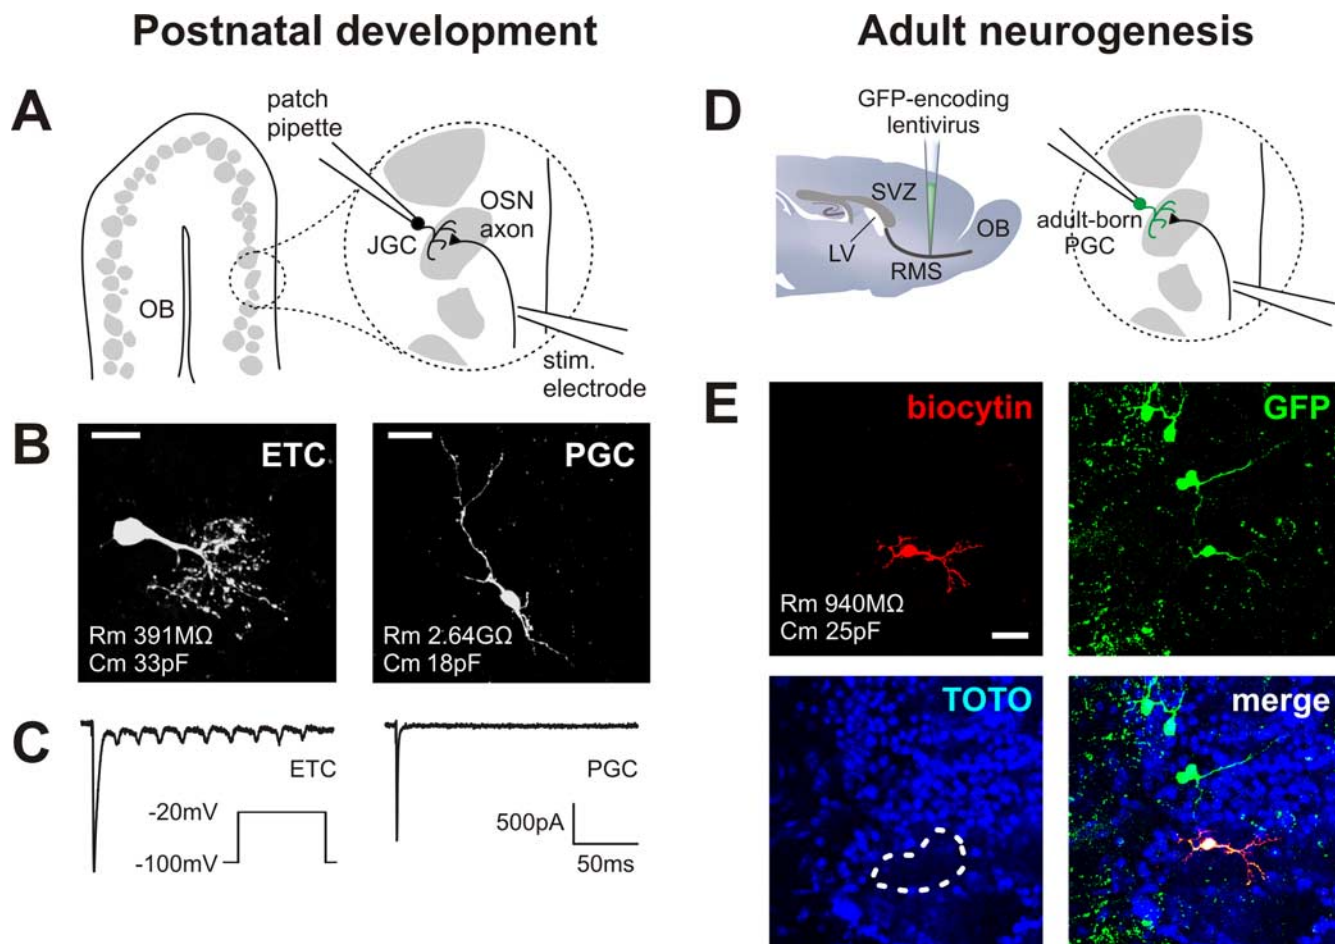 Postnatal development
Adult neurogenesis
A
patch
pipette
OSN
axon
JGC
OB
stim.
electrode
D
GFP-encoding
lentivirus
SVZ
LV
RMS
OB
adult-born
PGC
B
ETC
Rm 391MΩ
Cm 33pF
PGC
Rm 2.64GΩ
Cm 18pF
C
ETC
-20mV
-100mV
PGC
500pA
50ms
E
biocytin
Rm 940MΩ
Cm 25pF
GFP
TOTO
merge